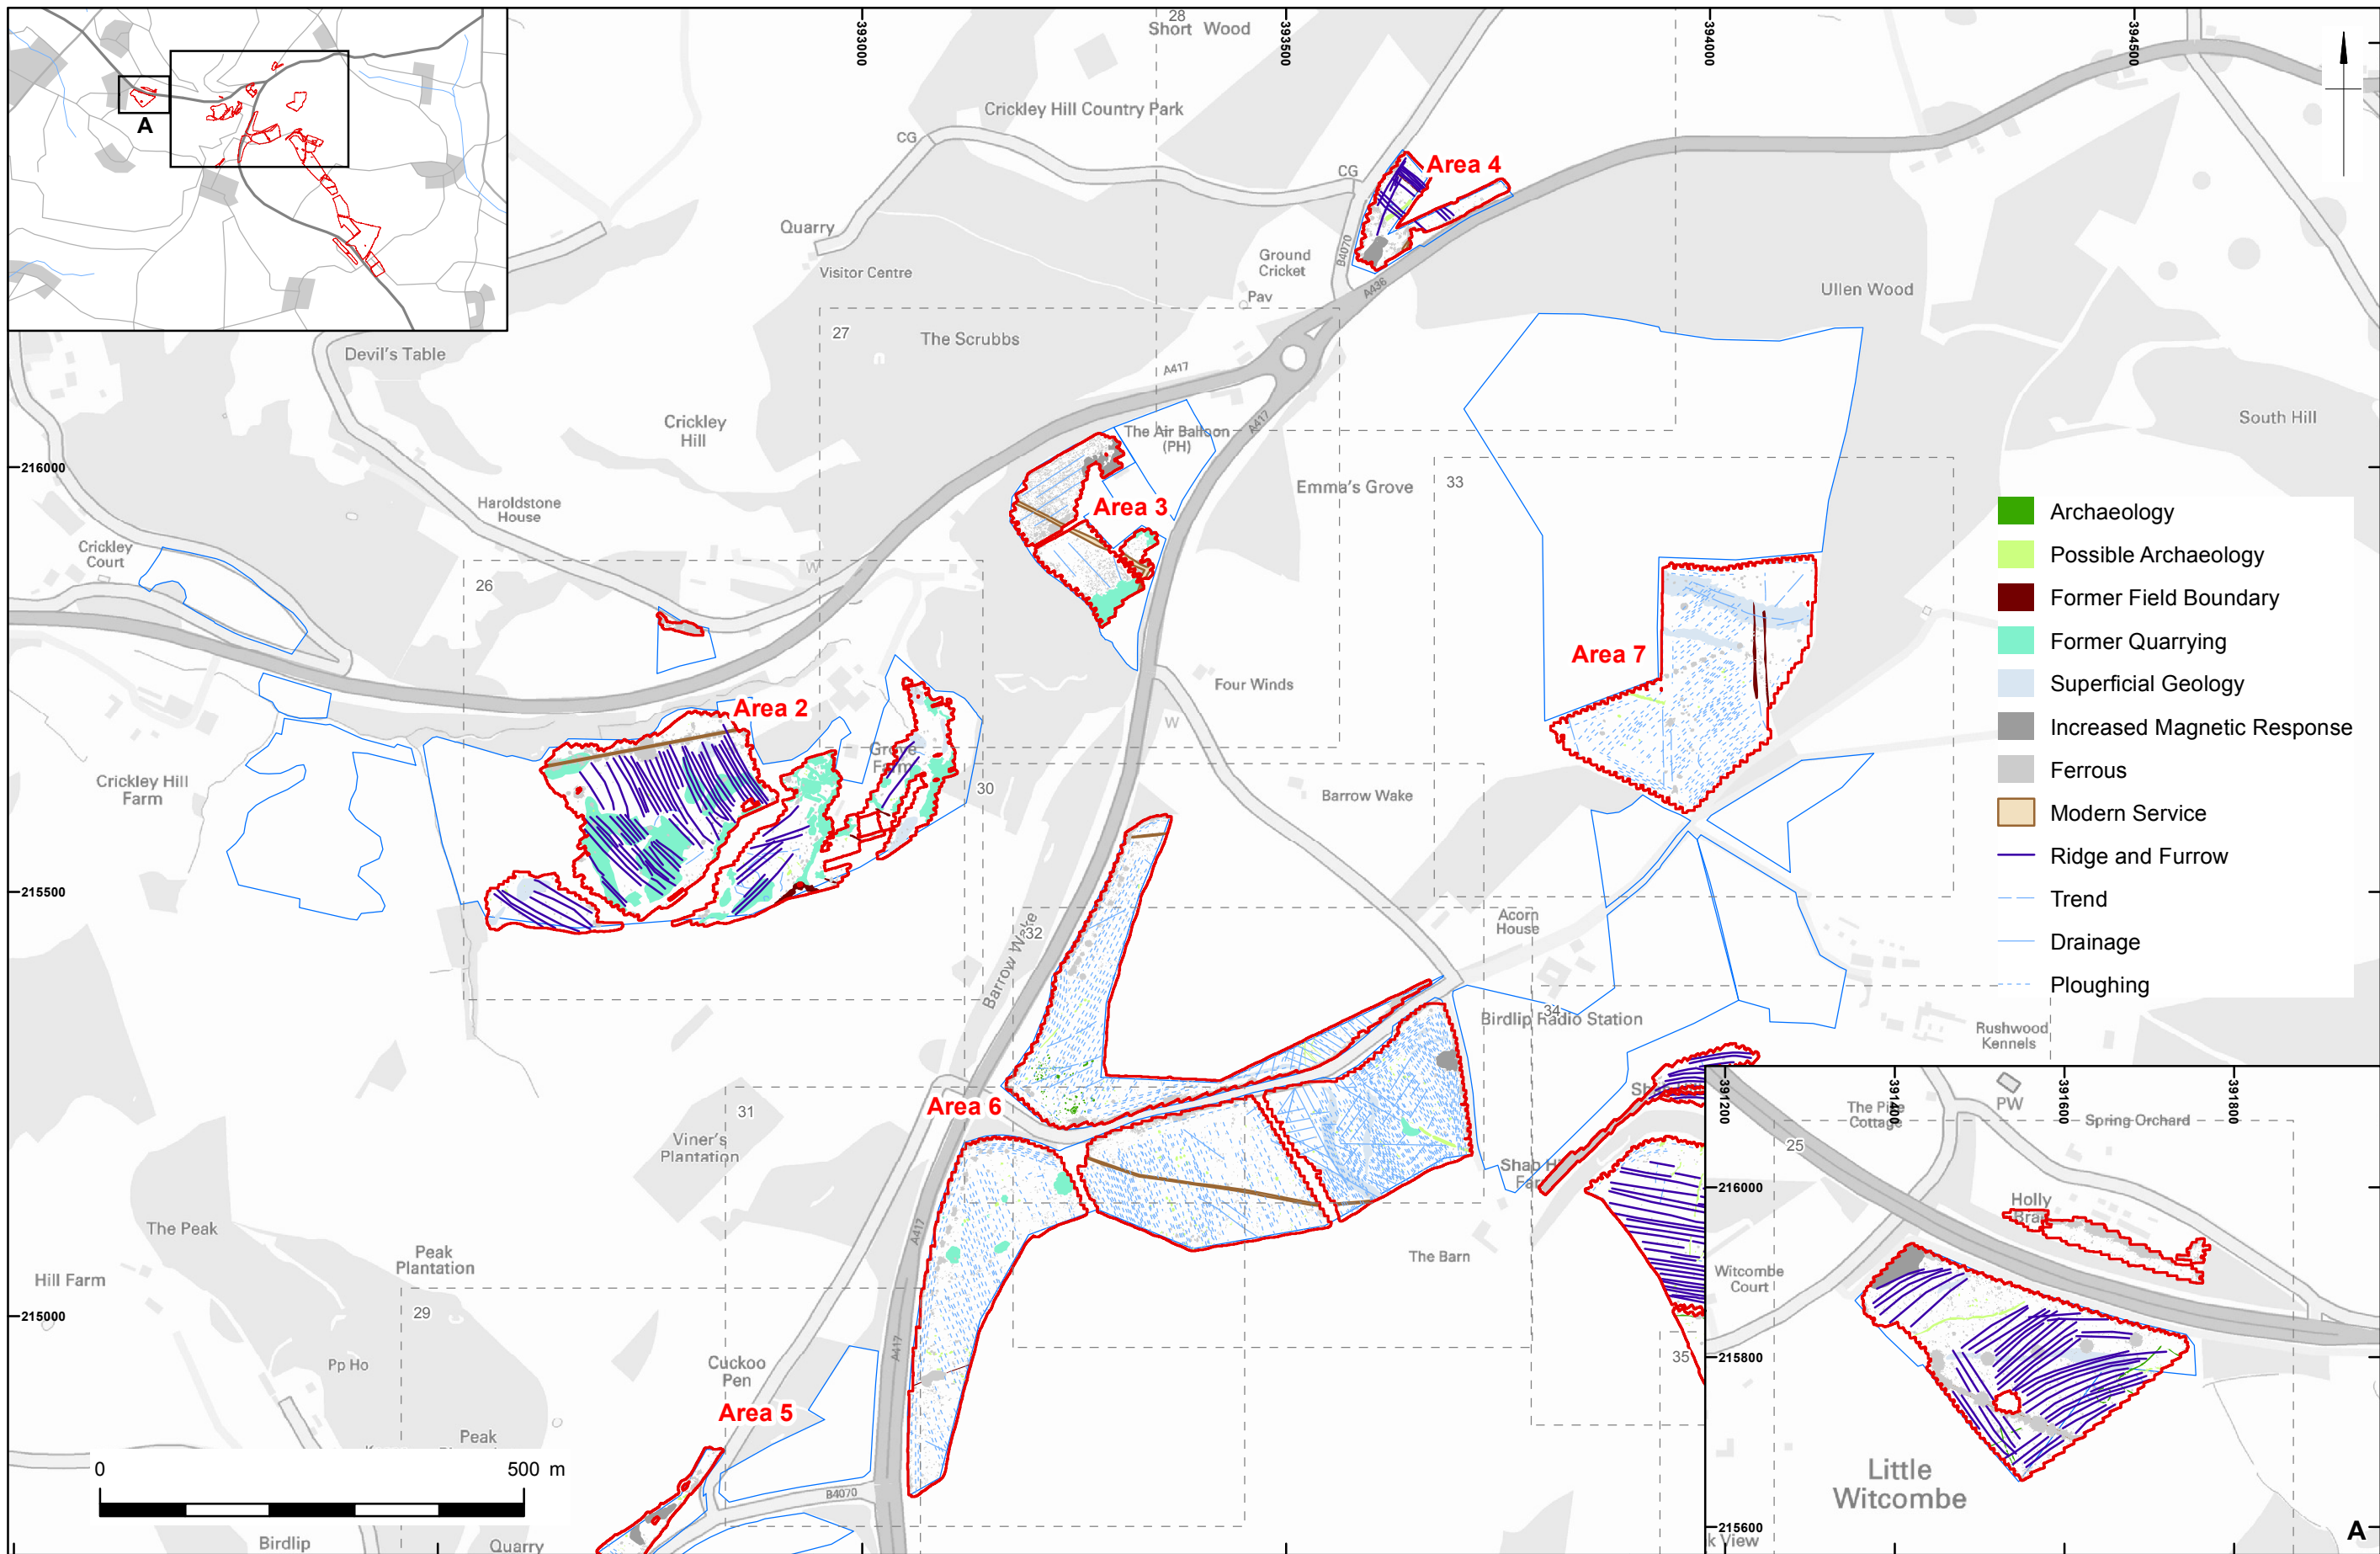 A
393000
393500
394000
394500
28
Short Wood
Crickley Hill Country Park
CG
CG
Area 4
Quarry
Visitor Centre
Ground
Cricket
Pav
B4070
A436
Ullen Wood
27
The Scrubbs
Devil's Table
A417
A417
Crickley
Hill
The Air Balloon
(PH)
South Hill
216000
Haroldstone
House
Emma's Grove
33
Area 3
Crickley
Court
26
W
Archaeology
Possible Archaeology
Former Field Boundary
Former Quarrying
Superficial Geology
Increased Magnetic Response
Ferrous
Modern Service
Ridge and Furrow
Trend
Drainage
Ploughing
Area 7
Four Winds
W
Area 2
Grove
Farm
Crickley Hill
Farm
30
Barrow Wake
215500
Acorn
House
32
Barrow Wake
34
Birdlip Radio Station
Rushwood
Kennels
Area 6
31
Viner's
Plantation
Shab H
Far
The Peak
Peak
Plantation
The Barn
Hill Farm
A417
215000
29
A417
Pp Ho
Cuckoo
Pen
35
Area 5
Peak
0
500 m
B4070
Birdlip
Quarry
391200
391400
391600
391800
The Pike
Cottage
PW
Spring Orchard
25
216000
Holly
Brae
Witcombe
Court
215800
Little
Witcombe
215600
k View
A